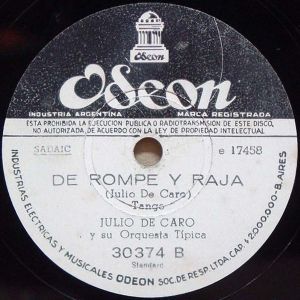 Odeon
Odeon
INDUSTRIA ARGENTINA MARCA REGISTRADA
ESTA PROHIBIDA LA EJECUCION PUBLICA O RADIOTRANSMISION DE ESTE DISCO,
NO AUTORIZADA, DE ACUERDO CON LA LEY DE PROPIEDAD INTELECTUAL
SADAIC e 17458
DE ROMPE Y RAJA
(Julio De Caro)
Tango
JULIO DE CARO
y su Orquesta Típica
30374 B
Standard
INDUSTRIAS ELECTRICAS Y MUSICALES ODEON SOC. DE RESP. LTDA. CAP. $ 2.000.000 - B. AIRES